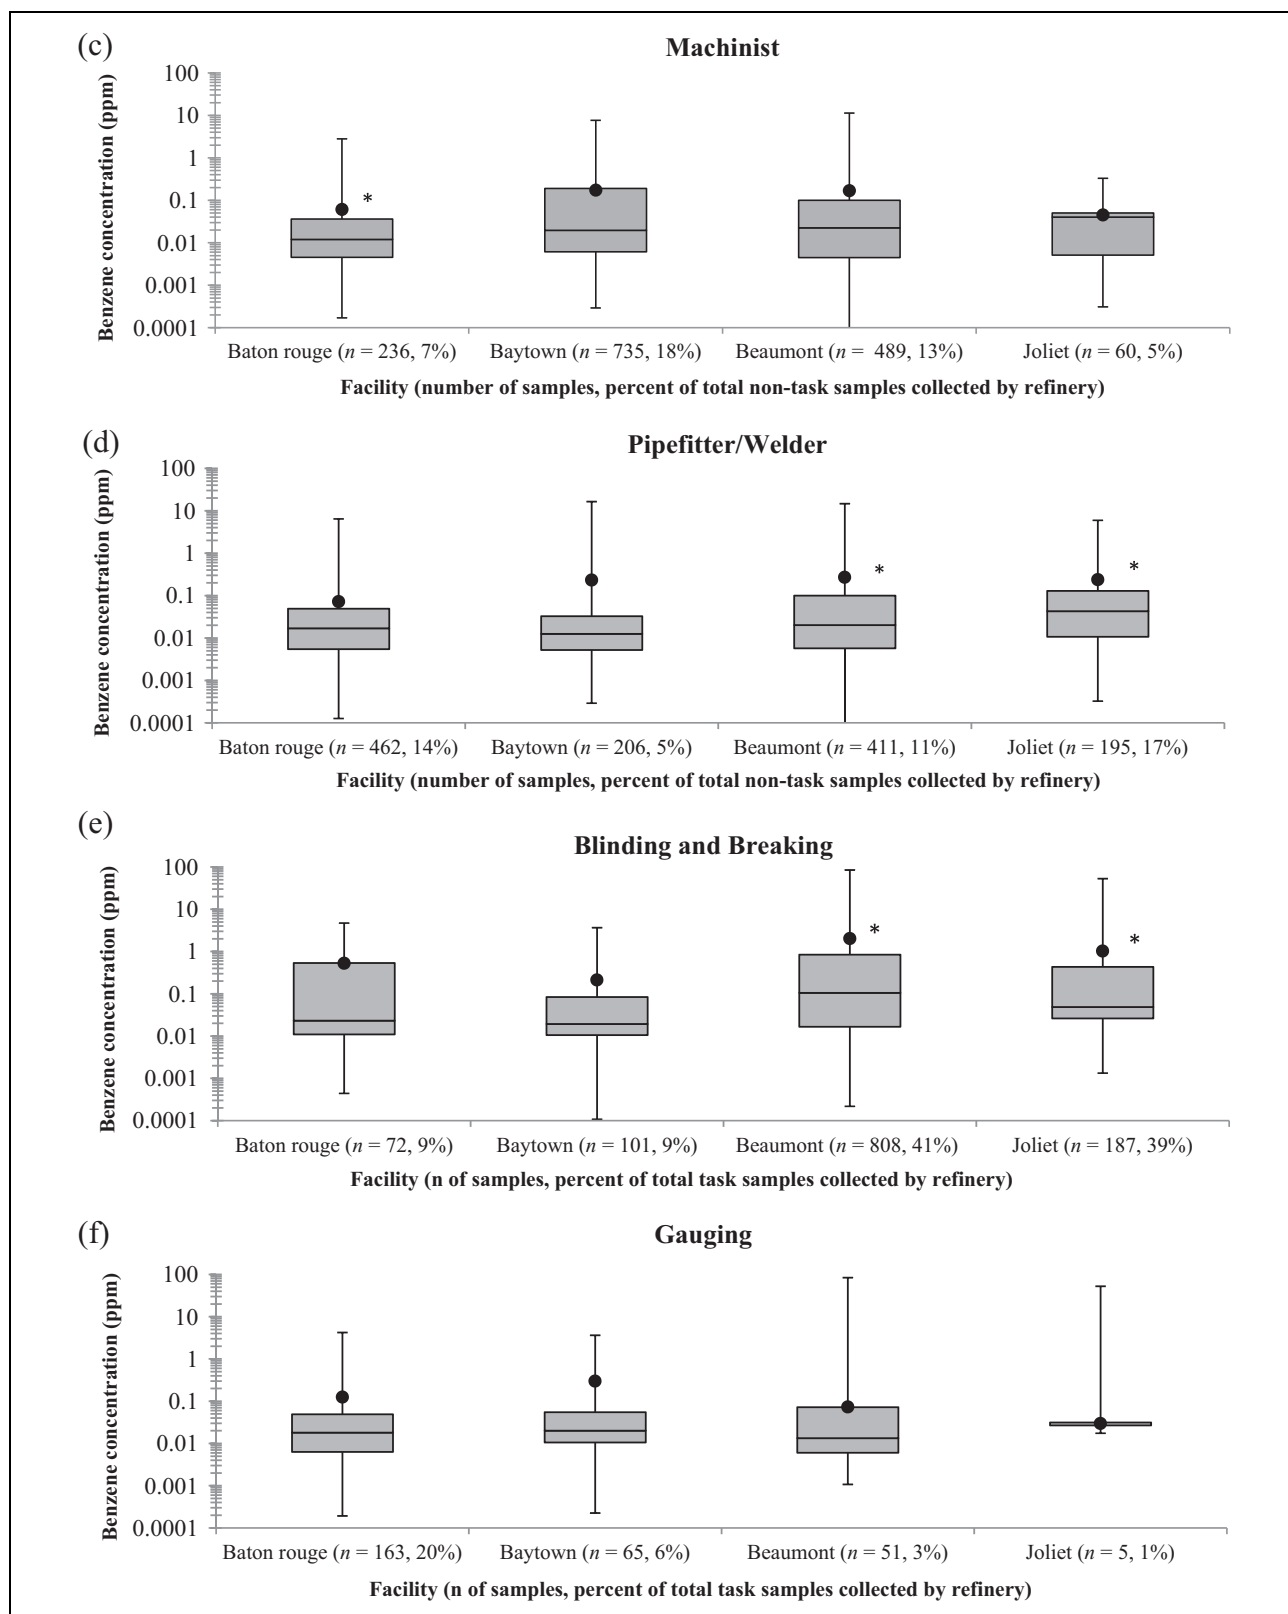 (c)
Machinist
Benzene concentration (ppm)
100
10
1
0.1
0.01
0.001
0.0001
*
Baton rouge (n = 236, 7%) Baytown (n = 735, 18%) Beaumont (n = 489, 13%) Joliet (n = 60, 5%)
Facility (number of samples, percent of total non-task samples collected by refinery)
(d)
Pipefitter/Welder
Benzene concentration (ppm)
100
10
1
0.1
0.01
0.001
0.0001
* *
Baton rouge (n = 462, 14%) Baytown (n = 206, 5%) Beaumont (n = 411, 11%) Joliet (n = 195, 17%)
Facility (number of samples, percent of total non-task samples collected by refinery)
(e)
Blinding and Breaking
Benzene concentration (ppm)
100
10
1
0.1
0.01
0.001
0.0001
* *
Baton rouge (n = 72, 9%) Baytown (n = 101, 9%) Beaumont (n = 808, 41%) Joliet (n = 187, 39%)
Facility (n of samples, percent of total task samples collected by refinery)
(f)
Gauging
Benzene concentration (ppm)
100
10
1
0.1
0.01
0.001
0.0001
Baton rouge (n = 163, 20%) Baytown (n = 65, 6%) Beaumont (n = 51, 3%) Joliet (n = 5, 1%)
Facility (n of samples, percent of total task samples collected by refinery)